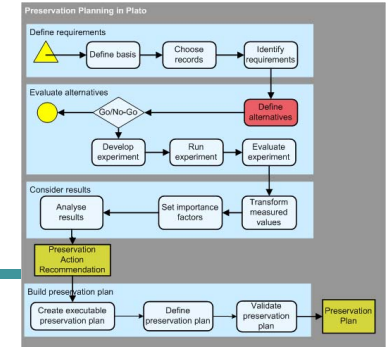 Preservation Planning in Plato
Define requirements
Define basis
Choose
records
Identify
requirements
Evaluate alternatives
Go/No-Go
Define
alternatives
Develop
experiment
Run
experiment
Evaluate
experiment
Consider results
Analyse
results
Set importance
factors
Transform
measured
values
Preservation
Action
Recommendation
Build preservation plan
Create executable
preservation plan
Define
preservation plan
Validate
preservation
plan
Preservation
Plan